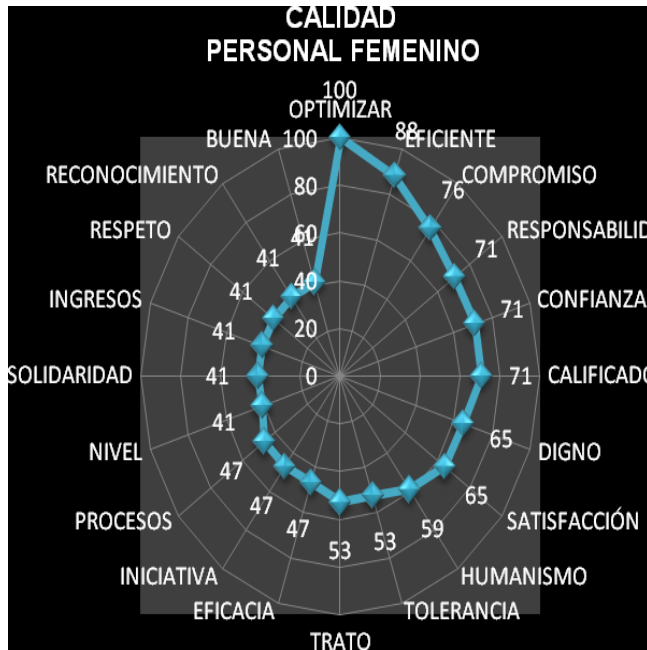 CALIDAD
PERSONAL FEMENINO
100
OPTIMIZAR
88
EFICIENTE
76
COMPROMISO
71
RESPONSABILID
71
CONFIANZA
71
CALIFICADO
65
DIGNO
65
SATISFACCIÓN
59
HUMANISMO
53
TOLERANCIA
53
TRATO
47
EFICACIA
47
INICIATIVA
47
PROCESOS
41
NIVEL
41
SOLIDARIDAD
41
INGRESOS
41
RESPETO
41
RECONOCIMIENTO
41
BUENA
100
80
60
40
20
0